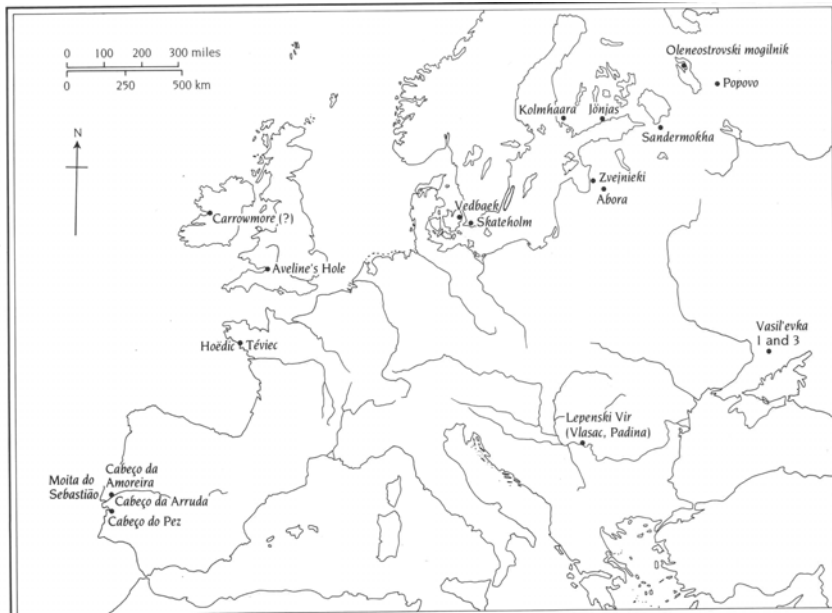 0 100 200 300 miles
0 250 500 km
N
Oleneostrovski mogilnik
Popovo
Kolmhaara
Jönjas
Sandermokha
Zvejnieki
Abora
Vedbaek
Skateholm
Carrowmore (?)
Aveline's Hole
Hoëdic
Téviec
Vasil'evka
1 and 3
Lepenski Vir
(Vlasac, Padina)
Moita do
Sebastião
Cabeço da
Amoreira
Cabeço da Arruda
Cabeço do Pez